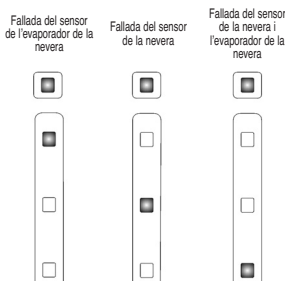 Fallada del sensor
de l'evaporador de la
nevera
Fallada del sensor
de la nevera
Fallada del sensor
de la nevera i
l'evaporador de la
nevera